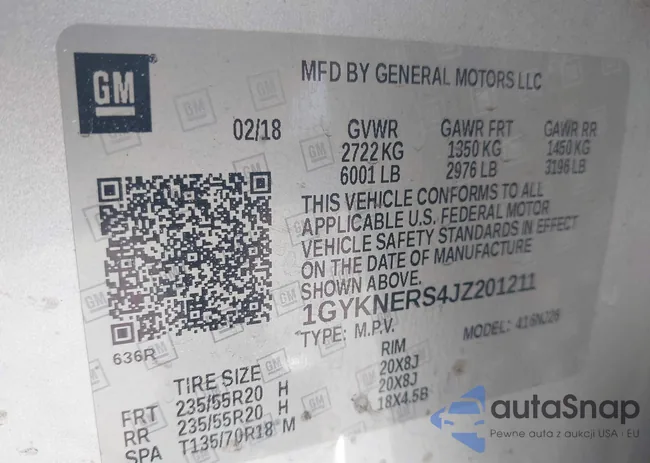 GM
MFD BY GENERAL MOTORS LLC
02/18 GVWR GAWR FRT GAWR RR
2722 KG 1350 KG 1450 KG
6001 LB 2976 LB 3196 LB
THIS VEHICLE CONFORMS TO ALL
APPLICABLE U.S. FEDERAL MOTOR
VEHICLE SAFETY STANDARDS IN EFFECT
ON THE DATE OF MANUFACTURE
SHOWN ABOVE.
1GYKNERS4JZ201211
TYPE: M.P.V. MODEL: 416NJ26
636R
TIRE SIZE RIM
FRT 235/55R20 H 20X8J
RR 235/55R20 H 20X8J
SPA T135/70R18 M 18X4.5B
autaSnap
Pewne auta z aukcji USA i EU